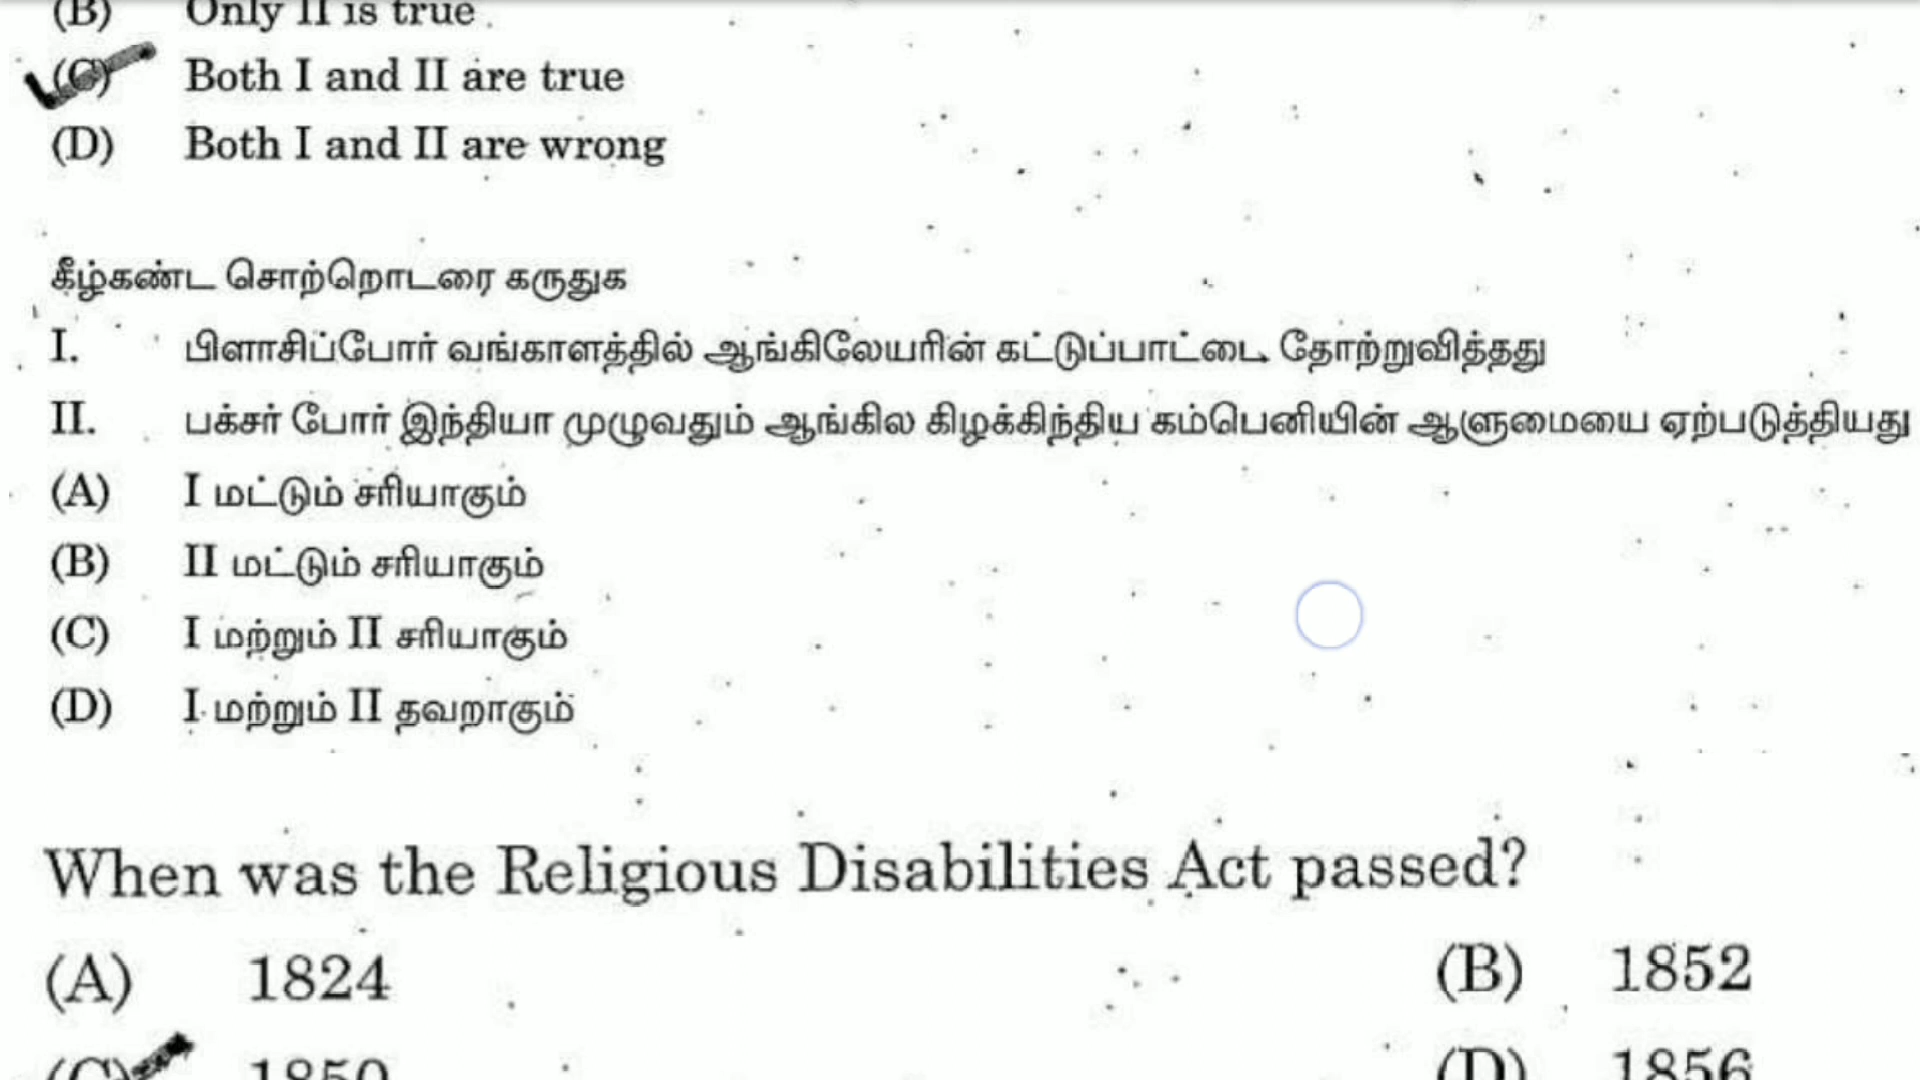 (B) Only II is true
(C) Both I and II are true
(D) Both I and II are wrong
கீழ்கண்ட சொற்றொடரை கருதுக
I. பிளாசிப்போர் வங்காளத்தில் ஆங்கிலேயரின் கட்டுப்பாட்டை தோற்றுவித்தது
II. பக்சர் போர் இந்தியா முழுவதும் ஆங்கில கிழக்கிந்திய கம்பெனியின் ஆளுமையை ஏற்படுத்தியது
(A) I மட்டும் சரியாகும்
(B) II மட்டும் சரியாகும்
(C) I மற்றும் II சரியாகும்
(D) I மற்றும் II தவறாகும்
When was the Religious Disabilities Act passed?
(A) 1824 (B) 1852
(C) 1850 (D) 1856